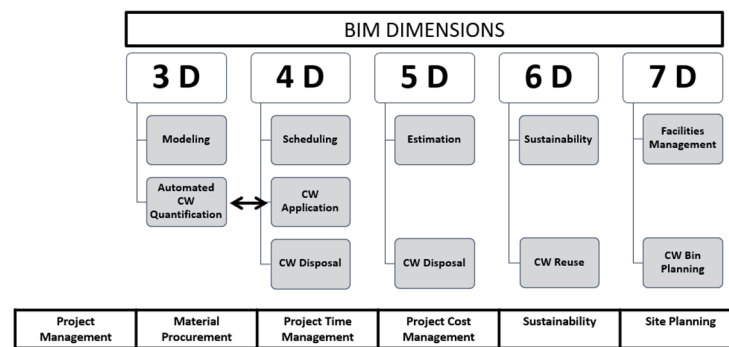 BIM DIMENSIONS
3 D
4 D
5 D
6 D
7 D
Modeling
Scheduling
Estimation
Sustainability
Facilities
Management
Automated
CW
Quantification
CW
Application
CW Disposal
CW Disposal
CW Reuse
CW Bin
Planning
Project
Management
Material
Procurement
Project Time
Management
Project Cost
Management
Sustainability
Site Planning